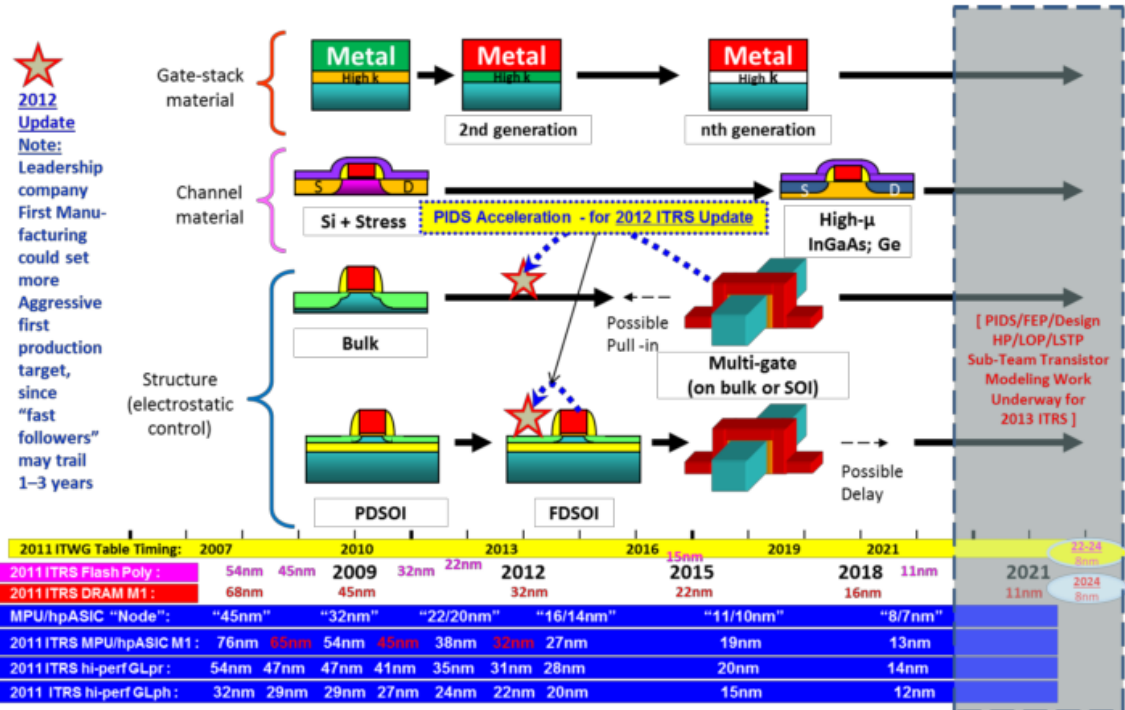 2012
Update
Note:
Leadership
company
First Manu-
facturing
could set
more
Aggressive
first
production
target,
since
“fast
followers”
may trail
1–3 years
Gate-stack
material
Metal
High k
Metal
High k
2nd generation
Metal
High k
nth generation
Channel
material
S D
Si + Stress
PIDS Acceleration - for 2012 ITRS Update
S D
High-μ
InGaAs; Ge
Structure
(electrostatic
control)
Bulk
Possible
Pull -in
Multi-gate
(on bulk or SOI)
PDSOI
FDSOI
Possible
Delay
[ PIDS/FEP/Design
HP/LOP/LSTP
Sub-Team Transistor
Modeling Work
Underway for
2013 ITRS ]
2011 ITWG Table Timing: 2007 2010 2013 2016 2019 2021 22-24
8nm
2011 ITRS Flash Poly : 54nm 45nm 2009 32nm 22nm 2012 15nm 2015 2018 11nm 2021
2011 ITRS DRAM M1 : 68nm 45nm 32nm 22nm 16nm 11nm 2024
8nm
MPU/hpASIC “Node”: “45nm” “32nm” “22/20nm” “16/14nm” “11/10nm” “8/7nm”
2011 ITRS MPU/hpASIC M1 : 76nm 65nm 54nm 45nm 38nm 32nm 27nm 19nm 13nm
2011 ITRS hi-perf GLpr : 54nm 47nm 47nm 41nm 35nm 31nm 28nm 20nm 14nm
2011 ITRS hi-perf GLph : 32nm 29nm 29nm 27nm 24nm 22nm 20nm 15nm 12nm